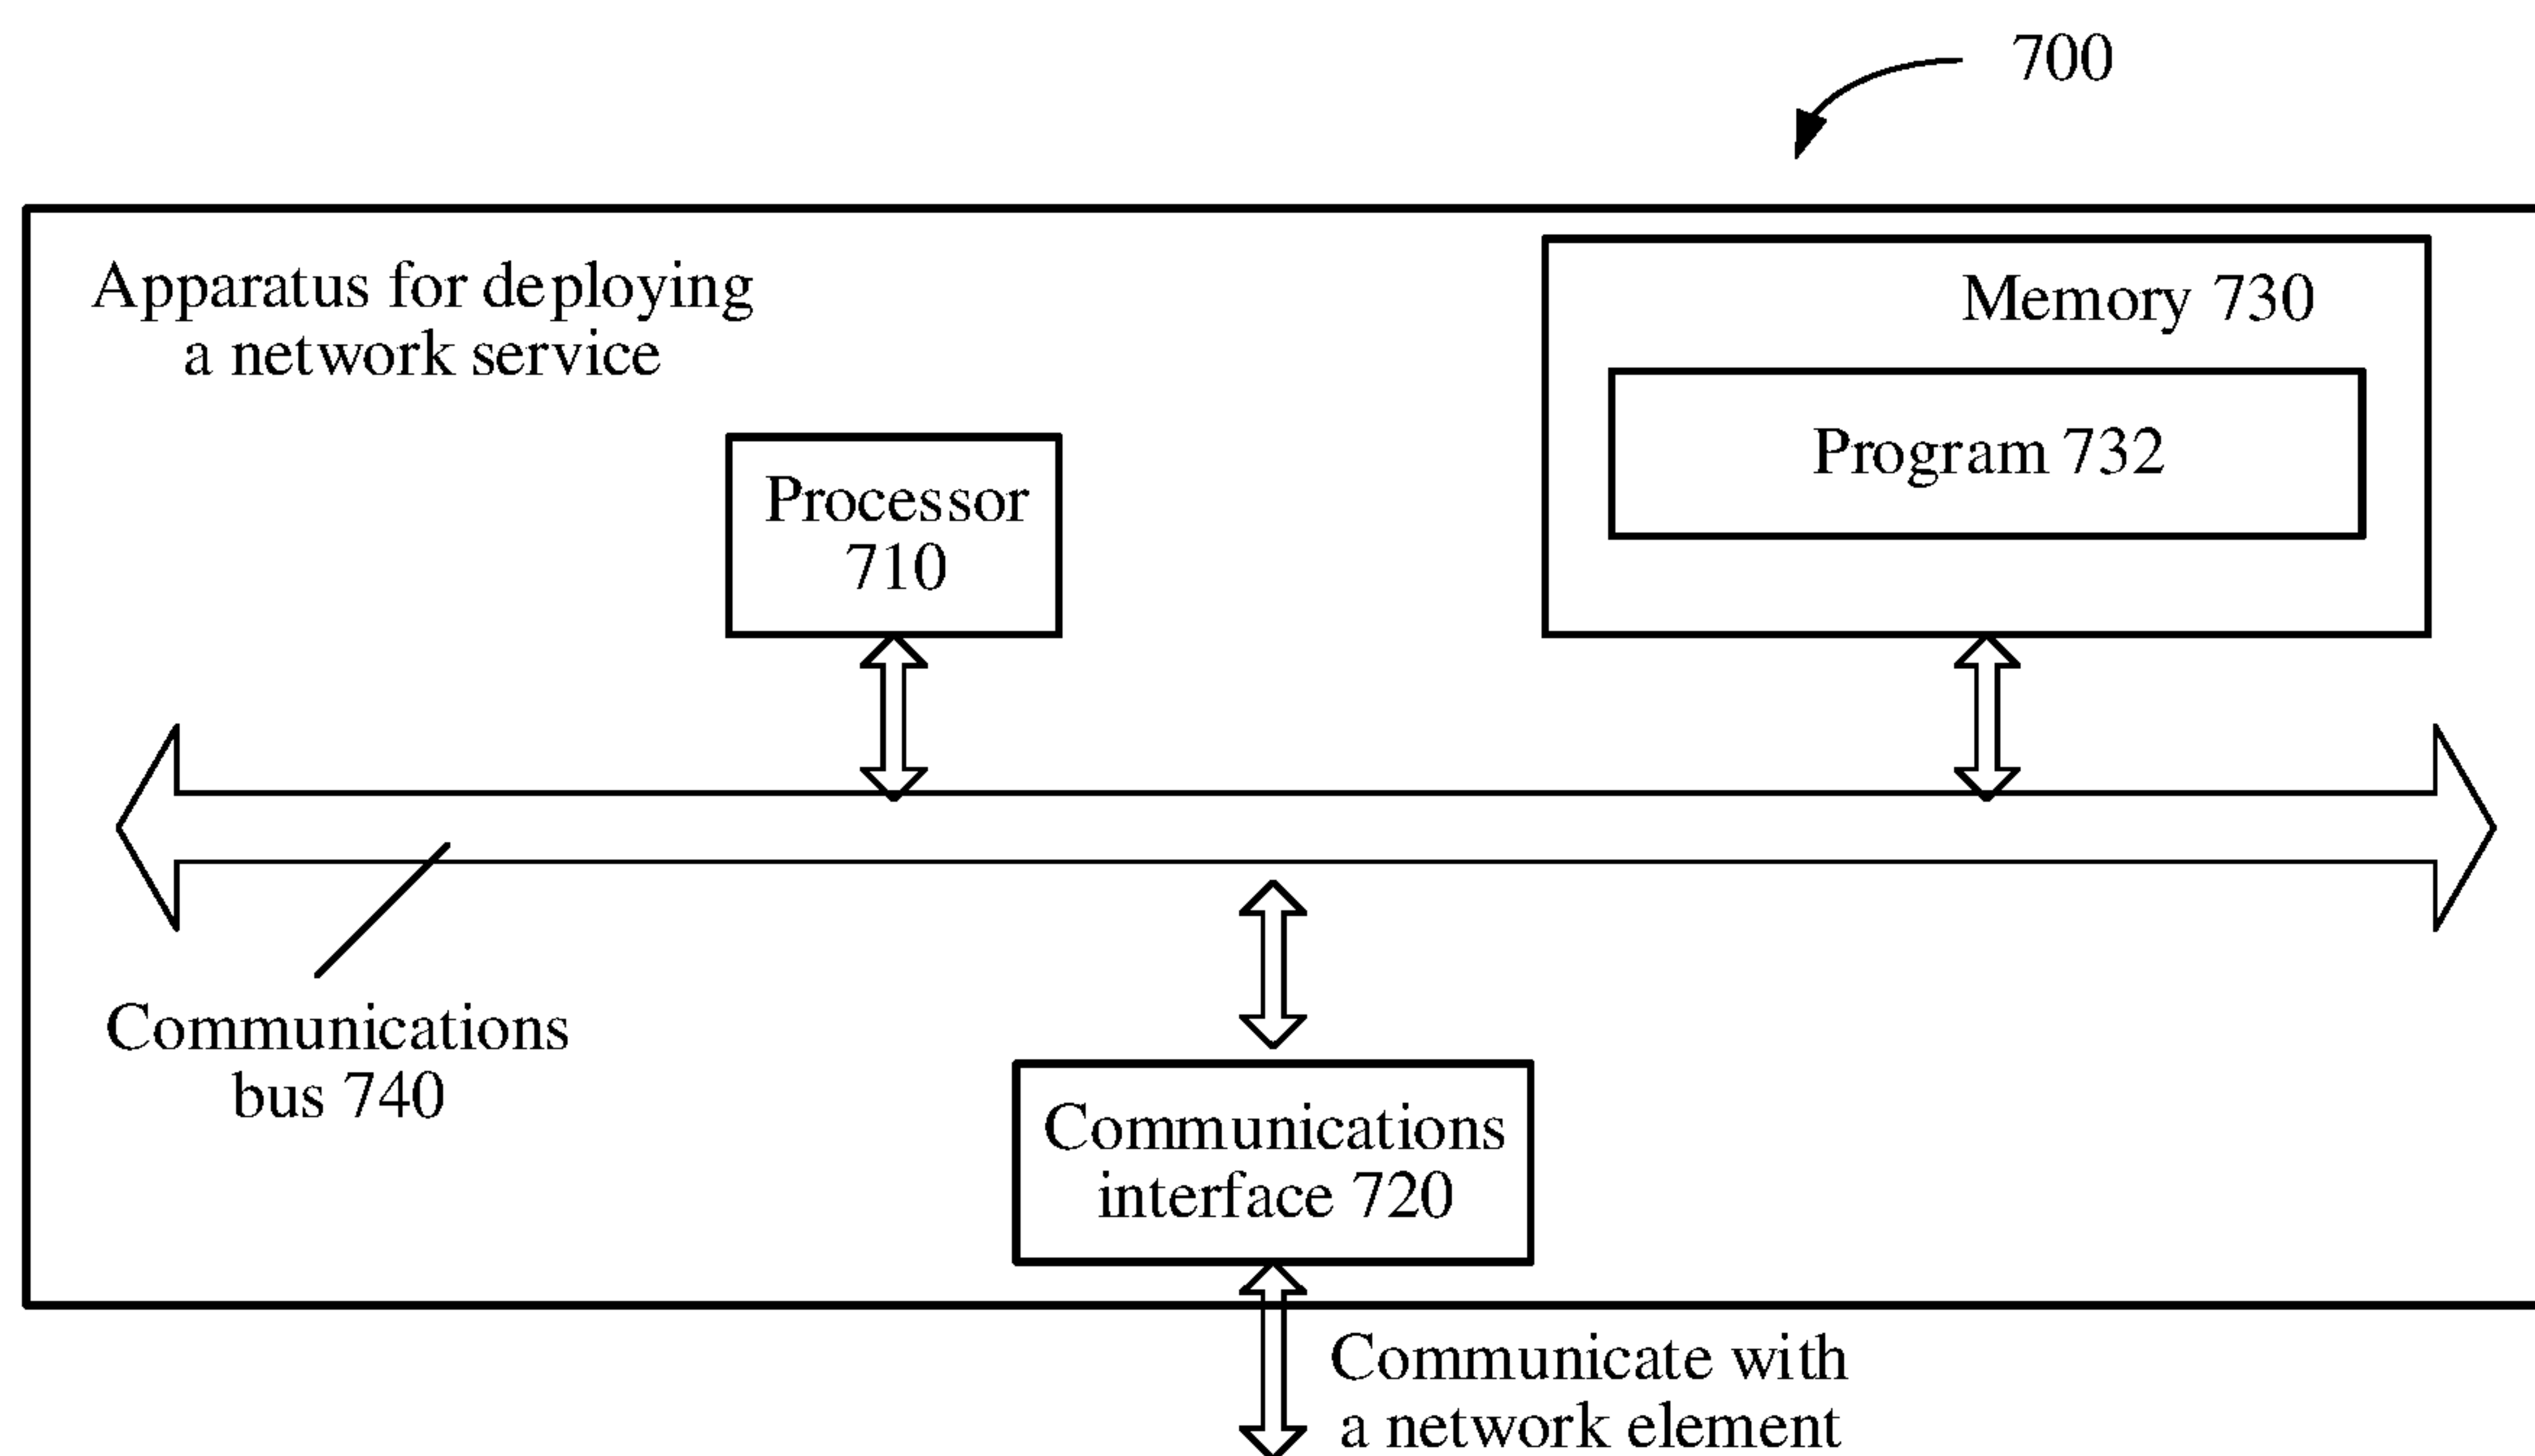 700
Apparatus for deploying
a network service
Memory 730
Program 732
Processor
710
Communications
bus 740
Communications
interface 720
Communicate with
a network element